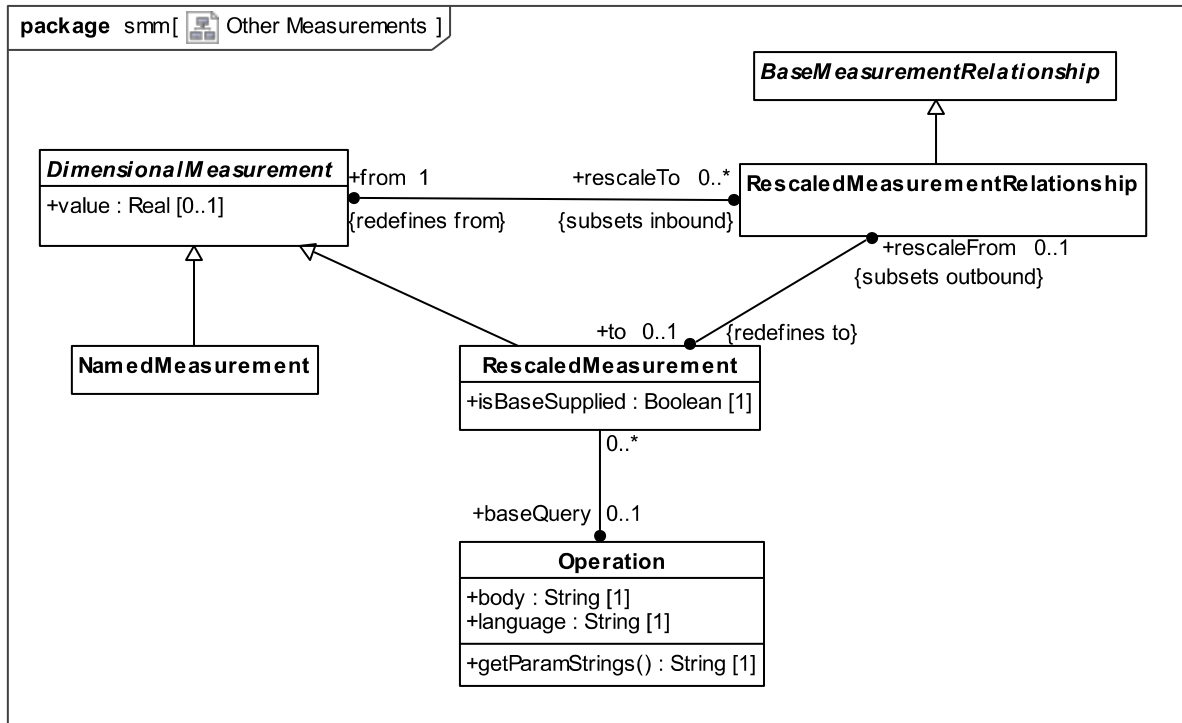 package smm[ Other Measurements ]
BaseMeasurementRelationship
DimensionalMeasurement
+value : Real [0..1]
+from 1
{redefines from}
+rescaleTo 0..*
{subsets inbound}
RescaledMeasurementRelationship
+rescaleFrom 0..1
{subsets outbound}
+to 0..1
{redefines to}
NamedMeasurement
RescaledMeasurement
+isBaseSupplied : Boolean [1]
0..*
+baseQuery 0..1
Operation
+body : String [1]
+language : String [1]
+getParamStrings() : String [1]